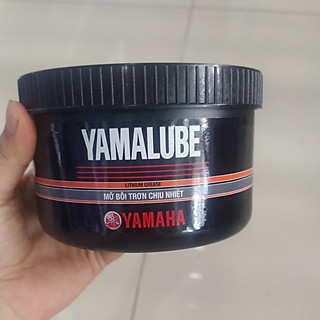 YAMALUBE
LITHIUM GREASE
MỠ BÔI TRƠN CHỊU NHIỆT
YAMAHA